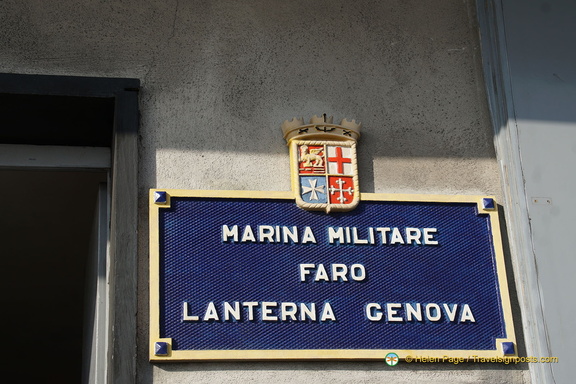 MARINA MILITARE
FARO
LANTERNA GENOVA
© Helen Page / Travelsignposts.com